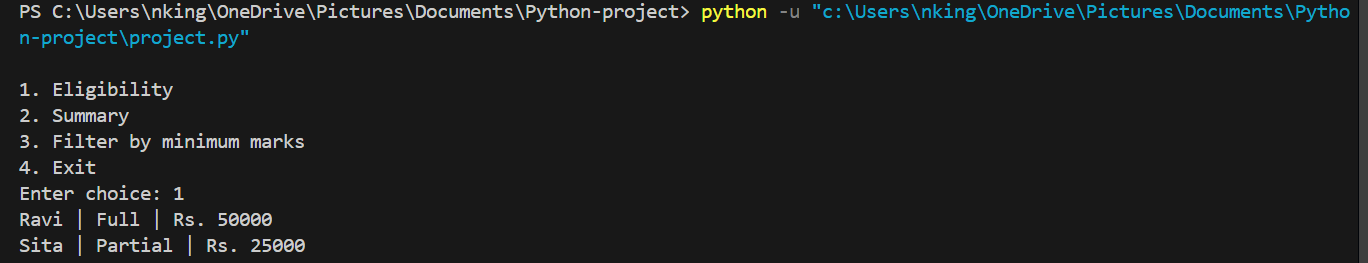 PS C:\Users\nking\OneDrive\Pictures\Documents\Python-project> python -u "c:\Users\nking\OneDrive\Pictures\Documents\Pytho
n-project\project.py"
1. Eligibility
2. Summary
3. Filter by minimum marks
4. Exit
Enter choice: 1
Ravi | Full | Rs. 50000
Sita | Partial | Rs. 25000